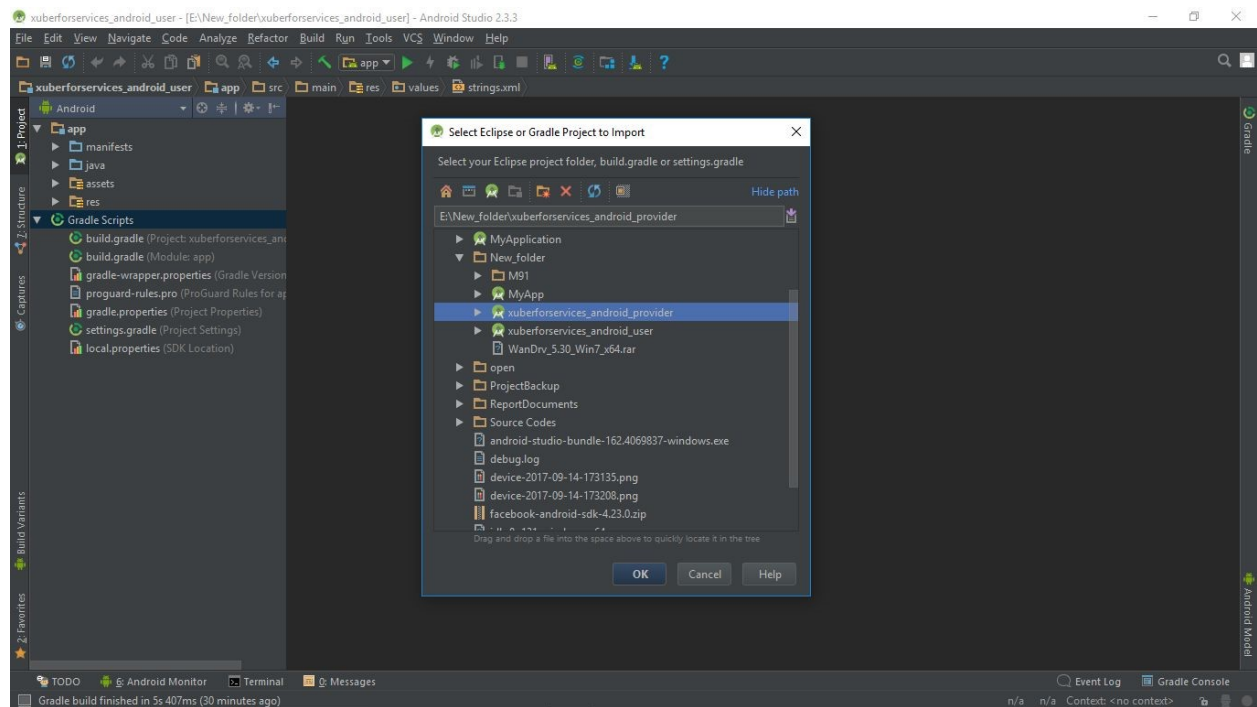 xuberforservices_android_user - [E:\New_folder\xuberforservices_android_user] - Android Studio 2.3.3
File Edit View Navigate Code Analyze Refactor Build Run Tools VCS Window Help
app
xuberforservices_android_user app src main res values strings.xml
Android
1: Project
Z: Structure
Captures
Build Variants
2: Favorites
app
manifests
java
assets
res
Gradle Scripts
build.gradle (Project: xuberforservices_and
build.gradle (Module: app)
gradle-wrapper.properties (Gradle Version
proguard-rules.pro (ProGuard Rules for ap
gradle.properties (Project Properties)
settings.gradle (Project Settings)
local.properties (SDK Location)
Select Eclipse or Gradle Project to Import
Select your Eclipse project folder, build.gradle or settings.gradle
Hide path
E:\New_folder\xuberforservices_android_provider
MyApplication
New_folder
M91
MyApp
xuberforservices_android_provider
xuberforservices_android_user
WanDrv_5.30_Win7_x64.rar
open
ProjectBackup
ReportDocuments
Source Codes
android-studio-bundle-162.4069837-windows.exe
debug.log
device-2017-09-14-173135.png
device-2017-09-14-173208.png
facebook-android-sdk-4.23.0.zip
Drag and drop a file into the space above to quickly locate it in the tree
OK Cancel Help
Gradle
Android Model
TODO 6: Android Monitor Terminal 0: Messages Event Log Gradle Console
Gradle build finished in 5s 407ms (30 minutes ago) n/a n/a Context: <no context>